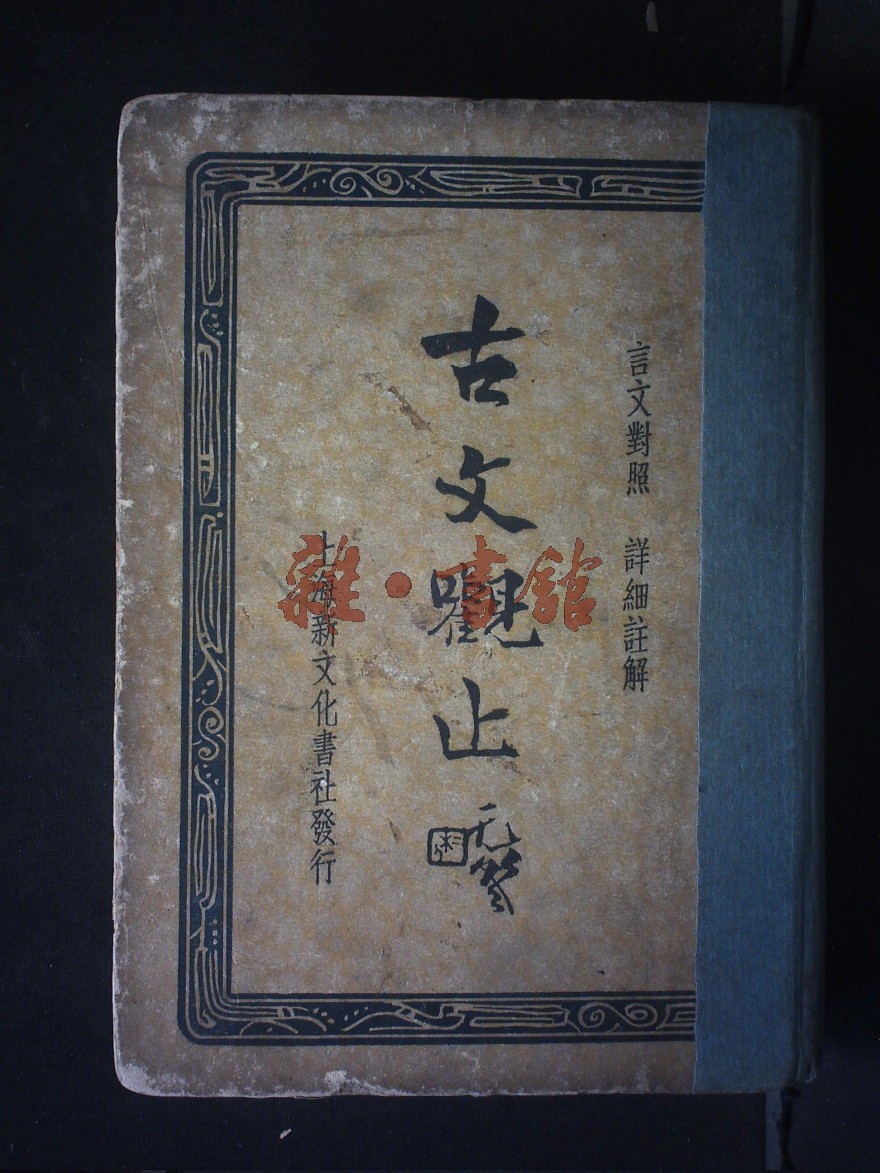 言文對照 詳細註解
古文觀止
上海新文化書社發行
雜·書館